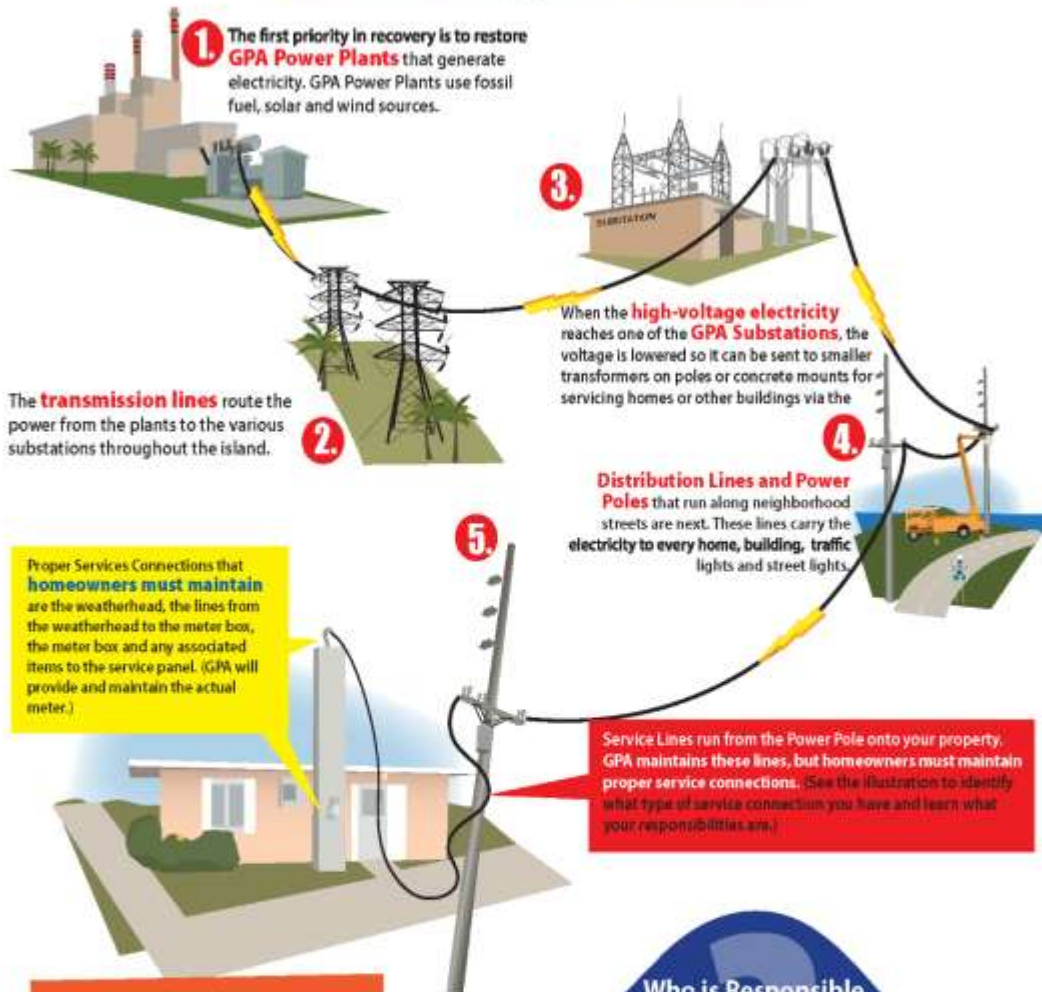 1.
The first priority in recovery is to restore
GPA Power Plants that generate
electricity. GPA Power Plants use fossil
fuel, solar and wind sources.
The transmission lines route the
power from the plants to the various
substations throughout the island.
2.
3.
SUBSTATION
When the high-voltage electricity
reaches one of the GPA Substations, the
voltage is lowered so it can be sent to smaller
transformers on poles or concrete mounts for
servicing homes or other buildings via the
4.
Distribution Lines and Power
Poles that run along neighborhood
streets are next. These lines carry the
electricity to every home, building, traffic
lights and street lights.
5.
Proper Services Connections that
homeowners must maintain
are the weatherhead, the lines from
the weatherhead to the meter box,
the meter box and any associated
items to the service panel. (GPA will
provide and maintain the actual
meter.)
Service Lines run from the Power Pole onto your property.
GPA maintains these lines, but homeowners must maintain
proper service connections. (See the illustration to identify
what type of service connection you have and learn what
your responsibilities are.)
?
Who is Responsible